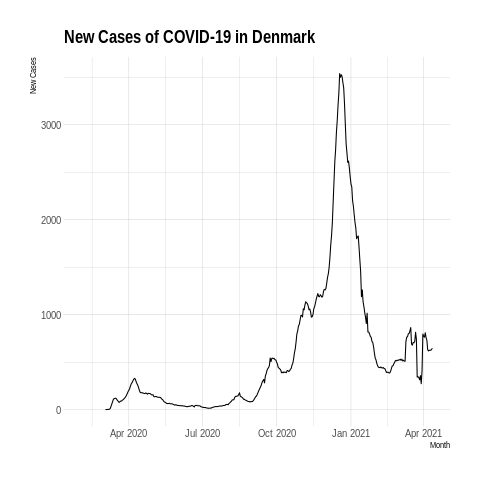 New Cases of COVID-19 in Denmark
New Cases
3000
2000
1000
0
Apr 2020
Jul 2020
Oct 2020
Jan 2021
Apr 2021
Month